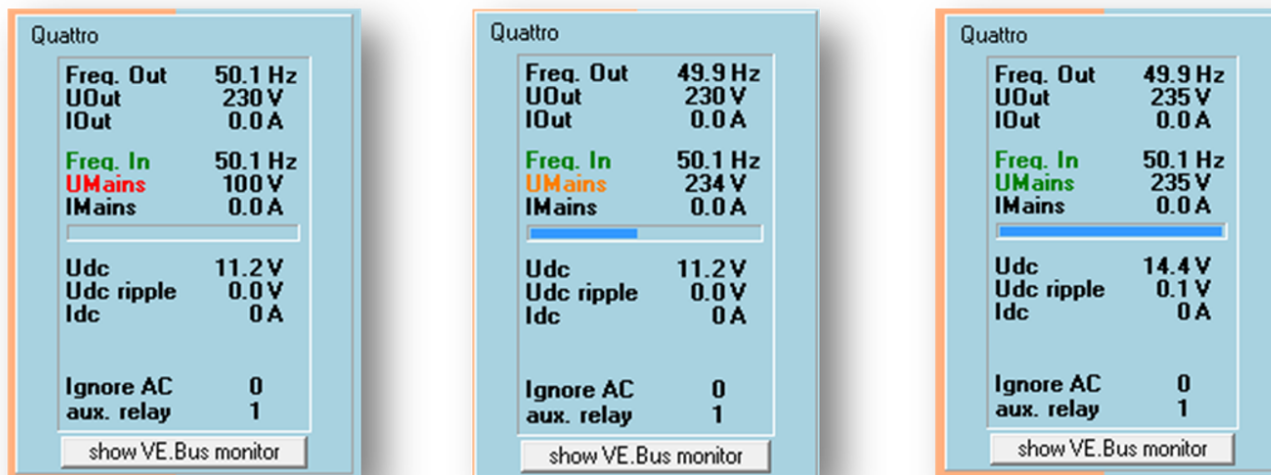 Quattro
Freq. Out 50.1 Hz
UOut 230 V
IOut 0.0 A
Freq. In 50.1 Hz
UMains 100 V
IMains 0.0 A
Udc 11.2 V
Udc ripple 0.0 V
Idc 0 A
Ignore AC 0
aux. relay 1
show VE.Bus monitor
Quattro
Freq. Out 49.9 Hz
UOut 230 V
IOut 0.0 A
Freq. In 50.1 Hz
UMains 234 V
IMains 0.0 A
Udc 11.2 V
Udc ripple 0.0 V
Idc 0 A
Ignore AC 0
aux. relay 1
show VE.Bus monitor
Quattro
Freq. Out 49.9 Hz
UOut 235 V
IOut 0.0 A
Freq. In 50.1 Hz
UMains 235 V
IMains 0.0 A
Udc 14.4 V
Udc ripple 0.1 V
Idc 0 A
Ignore AC 0
aux. relay 1
show VE.Bus monitor